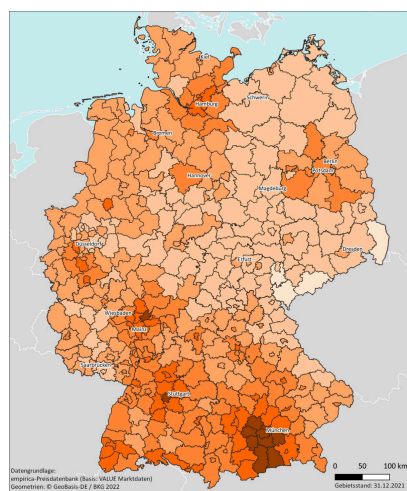 Kiel
Hamburg
Schwerin
Bremen
Berlin
Hannover
Potsdam
Magdeburg
Düsseldorf
Dresden
Erfurt
Wiesbaden
Mainz
Saarbrücken
Stuttgart
München
Datengrundlage:
empirica-Preisdatenbank (Basis: VALUE Marktdaten)
Geometrien: © GeoBasis-DE / BKG 2022
0 50 100 km
Gebietsstand: 31.12.2021